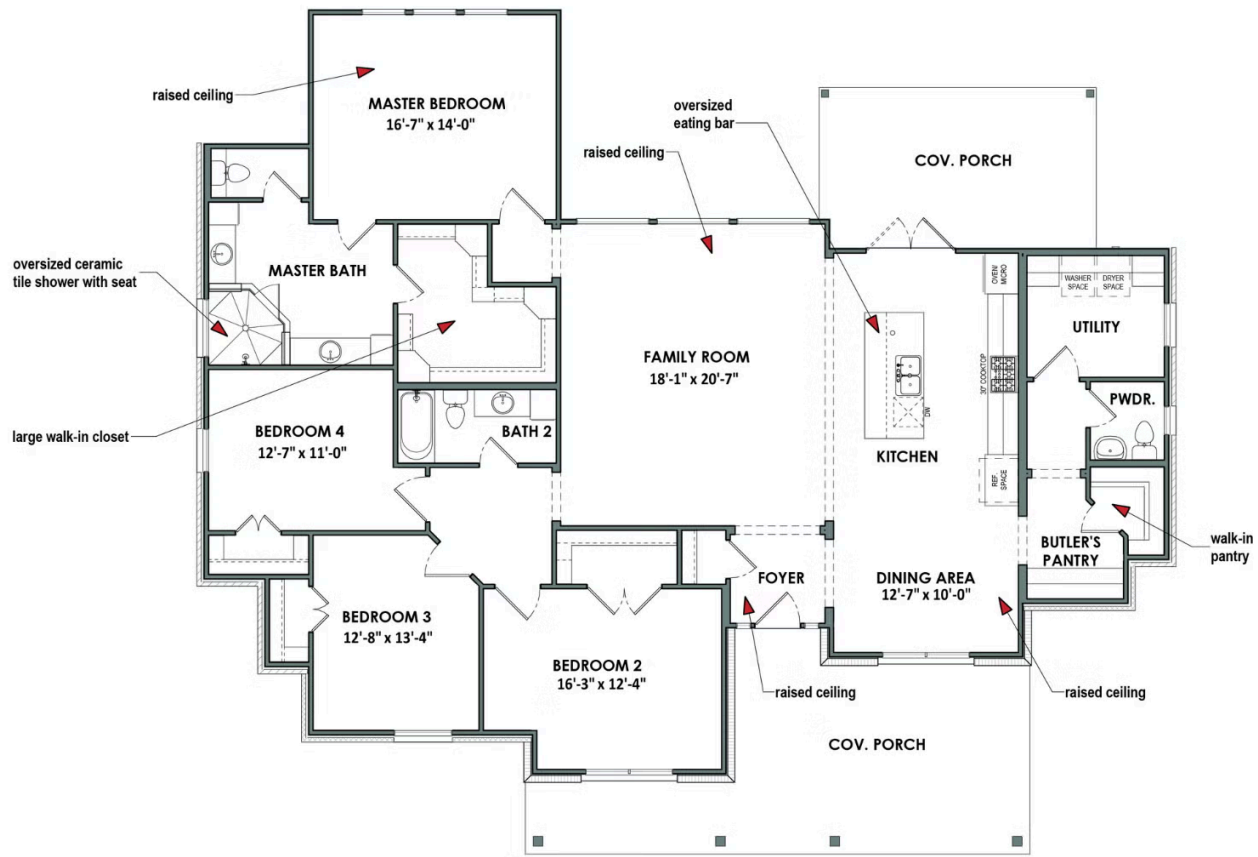 raised ceiling
MASTER BEDROOM
16'-7" x 14'-0"
oversized
eating bar
raised ceiling
COV. PORCH
oversized ceramic
tile shower with seat
MASTER BATH
OVEN/
MICRO
WASHER
SPACE
DRYER
SPACE
UTILITY
FAMILY ROOM
18'-1" x 20'-7"
30" COOKTOP
PWDR.
DW
large walk-in closet
BEDROOM 4
12'-7" x 11'-0"
BATH 2
KITCHEN
REF.
SPACE
walk-in
pantry
BUTLER'S
PANTRY
FOYER
DINING AREA
12'-7" x 10'-0"
BEDROOM 3
12'-8" x 13'-4"
BEDROOM 2
16'-3" x 12'-4"
raised ceiling
raised ceiling
COV. PORCH